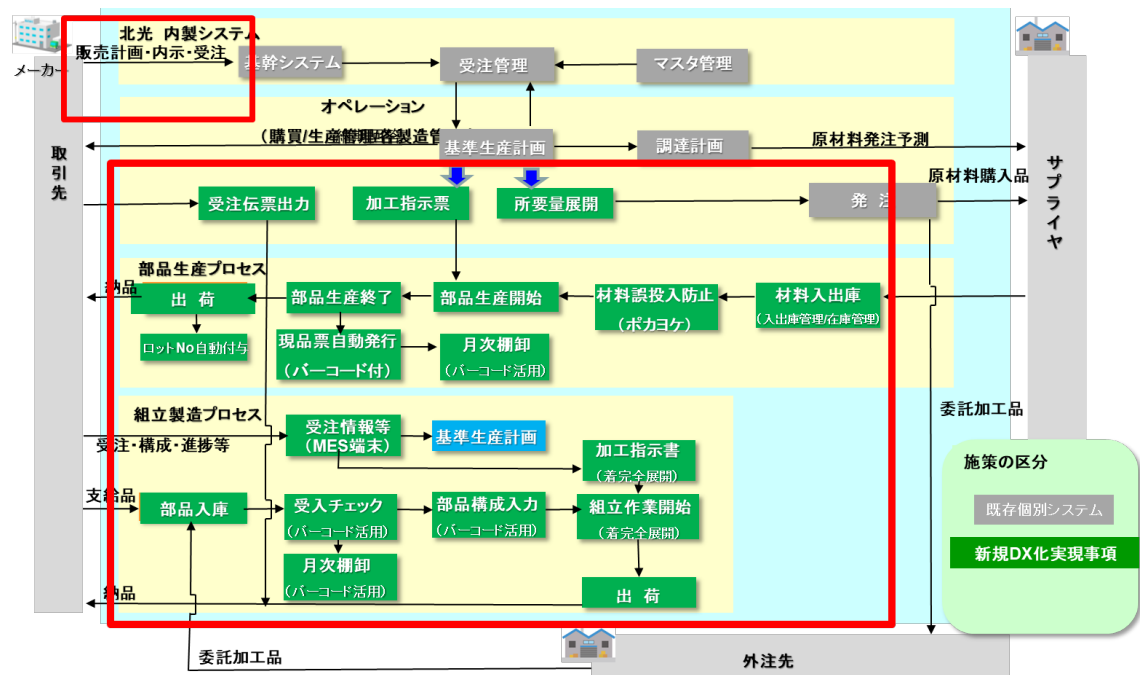 北光 内製システム
販売計画・内示・受注
メーカー
基幹システム
受注管理
マスタ管理
オペレーション
(購買/生産管理/各製造管
基準生産計画
調達計画
原材料発注予測
取引先
サプライヤ
原材料購入品
受注伝票出力
加工指示票
所要量展開
発 注
部品生産プロセス
納品
出 荷
部品生産終了
部品生産開始
材料誤投入防止
(ポカヨケ)
材料入出庫
(入出庫管理/在庫管理)
ロットNo自動付与
現品票自動発行
(バーコード付)
月次棚卸
(バーコード活用)
組立製造プロセス
受注・構成・進捗等
受注情報等
(MES端末)
基準生産計画
加工指示書
(着完全展開)
委託加工品
支給品
部品入庫
受入チェック
(バーコード活用)
部品構成入力
(バーコード活用)
組立作業開始
(着完全展開)
月次棚卸
(バーコード活用)
納品
出 荷
施策の区分
既存個別システム
新規DX化実現事項
委託加工品
外注先